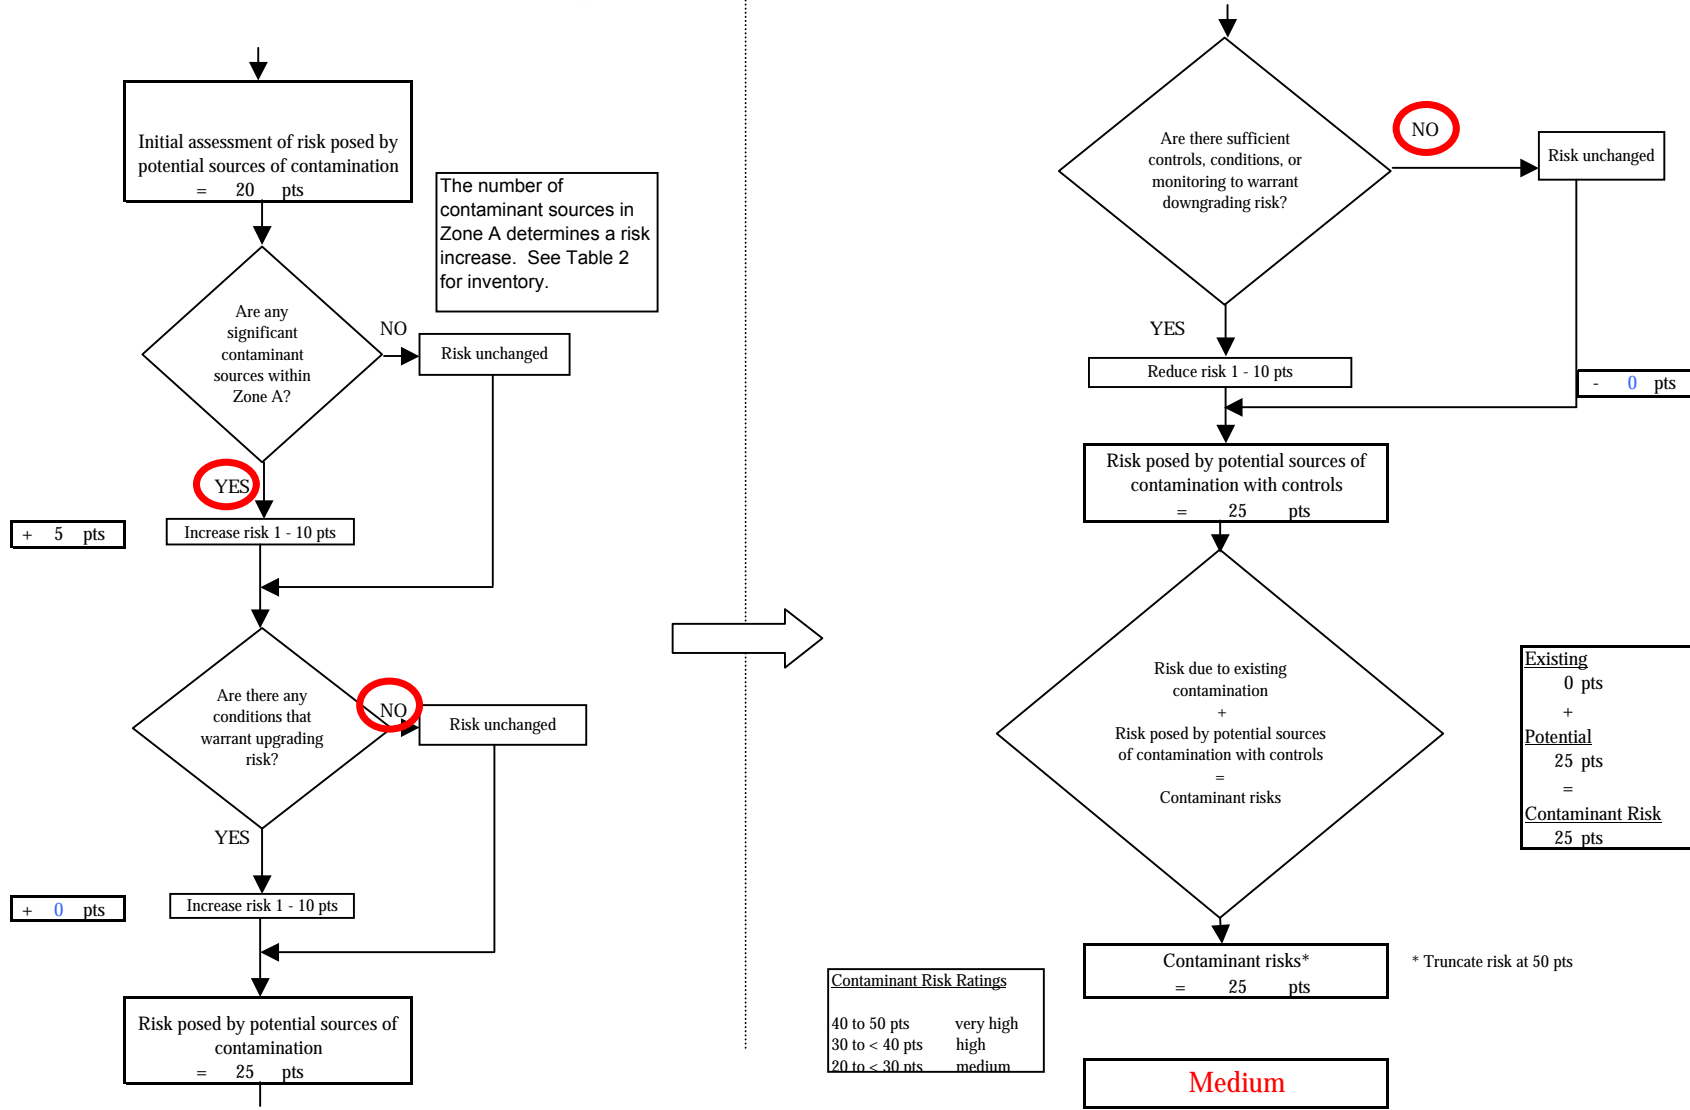 Initial assessment of risk posed by
potential sources of contamination
= 20 pts
The number of
contaminant sources in
Zone A determines a risk
increase. See Table 2
for inventory.
Are any
significant
contaminant
sources within
Zone A?
NO
Risk unchanged
YES
+ 5 pts
Increase risk 1 - 10 pts
Are there any
conditions that
warrant upgrading
risk?
NO
Risk unchanged
YES
+ 0 pts
Increase risk 1 - 10 pts
Risk posed by potential sources of
contamination
= 25 pts
Are there sufficient
controls, conditions, or
monitoring to warrant
downgrading risk?
NO
Risk unchanged
YES
Reduce risk 1 - 10 pts
- 0 pts
Risk posed by potential sources of
contamination with controls
= 25 pts
Risk due to existing
contamination
+
Risk posed by potential sources
of contamination with controls
=
Contaminant risks
Existing
0 pts
+
Potential
25 pts
=
Contaminant Risk
25 pts
Contaminant risks*
= 25 pts
* Truncate risk at 50 pts
Contaminant Risk Ratings
40 to 50 pts very high
30 to < 40 pts high
20 to < 30 pts medium
Medium